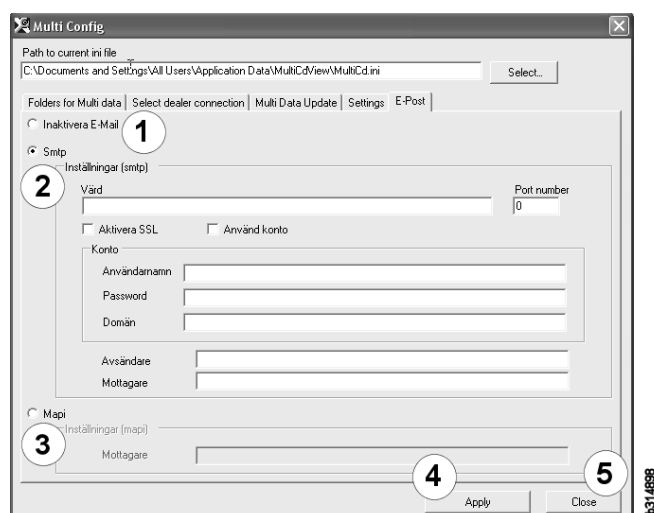 Multi Config
Path to current ini file
C:\Documents and Settings\All Users\Application Data\MultiCdView\MultiCd.ini
Select...
Folders for Multi data Select dealer connection Multi Data Update Settings E-Post
Inaktivera E-Mail
1
Smtp
2
Inställningar (smtp)
Värd Port number
0
Aktivera SSL Använd konto
Konto
Användarnamn
Password
Domän
Avsändare
Mottagare
Mapi
3
Inställningar (mapi)
Mottagare
4 5
Apply Close
b314898